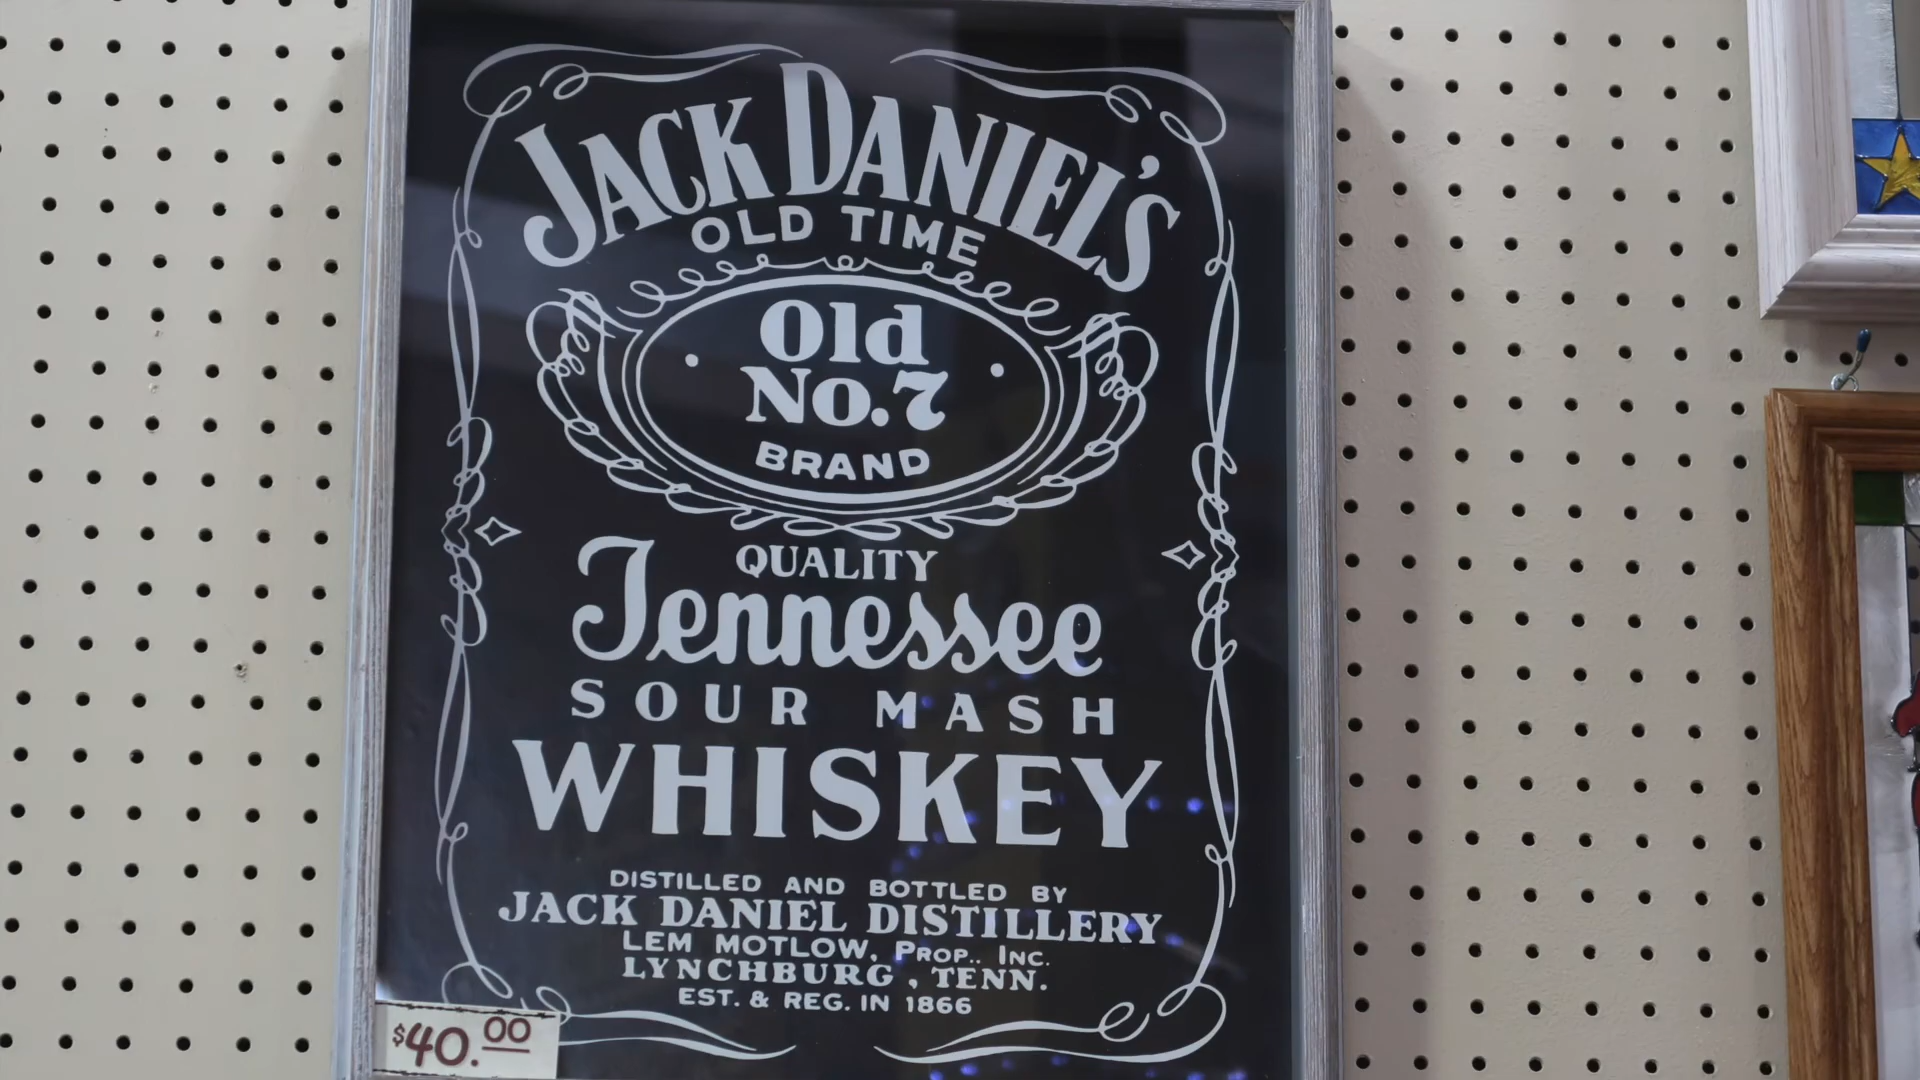 JACK DANIEL'S
OLD TIME
Old
No. 7
BRAND
QUALITY
Tennessee
SOUR MASH
WHISKEY
DISTILLED AND BOTTLED BY
JACK DANIEL DISTILLERY
LEM MOTLOW, PROP., INC.
LYNCHBURG, TENN.
EST. & REG. IN 1866
$40.00